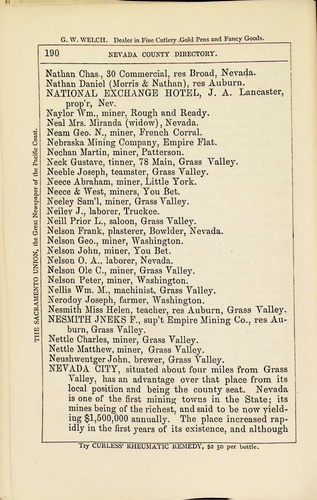 G. W. WELCH. Dealer in Fine Cutlery ,Gold Pens and Fancy Goods.
190 NEVADA COUNTY DIRECTORY.
Nathan Chas., 30 Commercial, res Broad, Nevada.
Nathan Daniel (Morris & Nathan), res Auburn.
NATIONAL EXCHANGE HOTEL, J. A. Lancaster,
prop'r, Nev.
Naylor Wm., miner, Rough and Ready.
Neal Mrs. Miranda (widow), Nevada.
Neam Geo. N., miner, French Corral.
Nebraska Mining Company, Empire Flat.
Nechan Martin, miner, Patterson.
Neck Gustave, tinner, 78 Main, Grass Valley.
Neeble Joseph, teamster, Grass Valley.
Neece Abraham, miner, Little York.
Neece & West, miners, You Bet.
Neeley Sam'l, miner, Grass Valley.
Neiley J., laborer, Truckee.
Neill Prior L., saloon, Grass Valley.
Nelson Frank, plasterer, Bowlder, Nevada.
Nelson Geo., miner, Washington.
Nelson John, miner, You Bet.
Nelson O. A., laborer, Nevada.
Nelson Ole C., miner, Grass Valley.
Nelson Peter, miner, Washington.
Nellis Wm. M., machinist, Grass Valley.
Nerodoy Joseph, farmer, Washington.
Nesmith Miss Helen, teacher, res Auburn, Grass Valley.
NESMITH JNEKS F., sup't Empire Mining Co., res Au-
burn, Grass Valley.
Nettle Charles, miner, Grass Valley.
Nettle Matthew, miner, Grass Valley.
Neushwentger John, brewer, Grass Valley.
NEVADA CITY, situated about four miles from Grass
Valley, has an advantage over that place from its
local position and being the county seat. Nevada
is one of the first mining towns in the State; its
mines being of the richest, and said to be now yield-
ing $1,500,000 annually. The place increased rap-
idly in the first years of its existence, and although
Try CURLESS' RHEUMATIC REMEDY, $2 50 per bottle.
THE SACRAMENTO UNION, the Great Newspaper of the Pacific Coast.